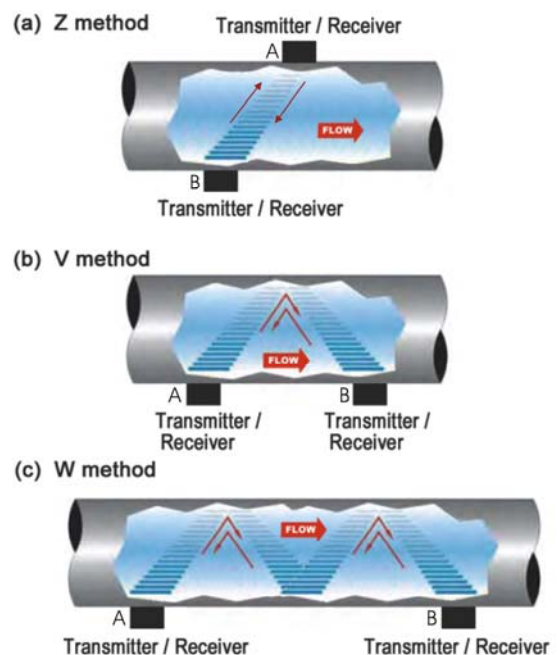 (a) Z method
Transmitter / Receiver
A
FLOW
B
Transmitter / Receiver
(b) V method
FLOW
A
B
Transmitter /
Receiver
Transmitter /
Receiver
(c) W method
FLOW
A
B
Transmitter / Receiver
Transmitter / Receiver